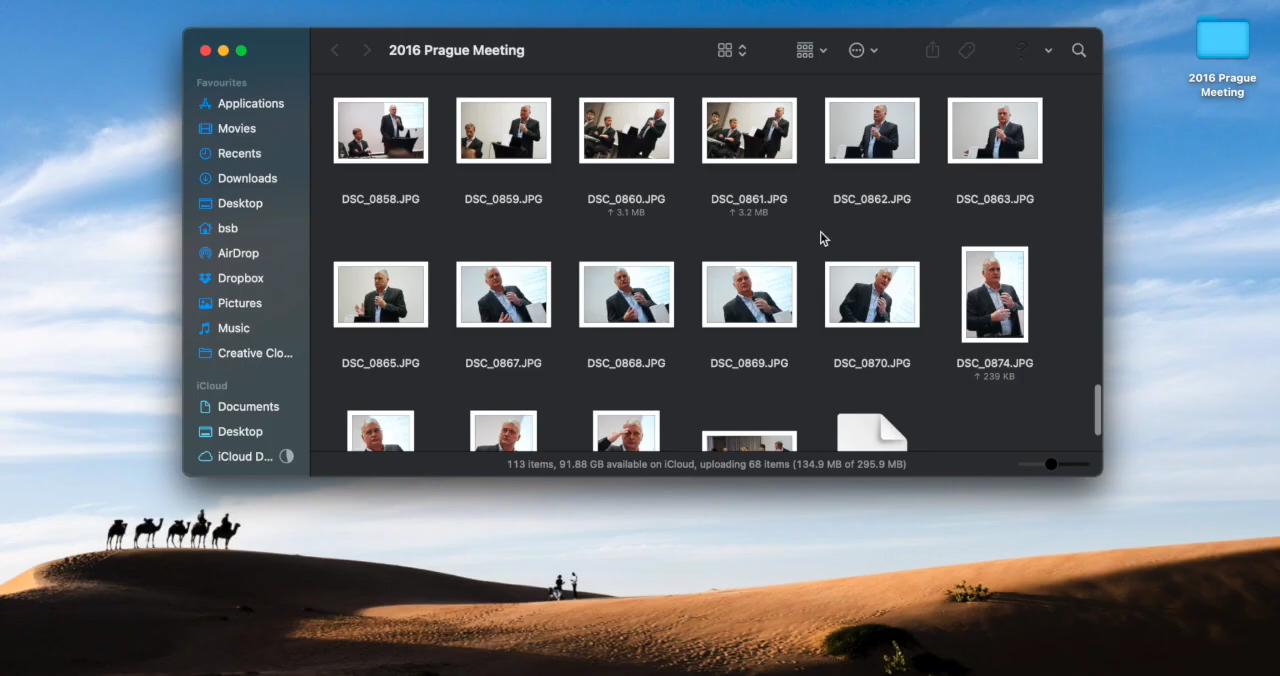 2016 Prague Meeting
2016 Prague
Meeting
Favourites
Applications
Movies
Recents
Downloads
Desktop
bsb
AirDrop
Dropbox
Pictures
Music
Creative Clo...
iCloud
Documents
Desktop
iCloud D...
DSC_0858.JPG
DSC_0859.JPG
DSC_0860.JPG
↑ 3.1 MB
DSC_0861.JPG
↑ 3.2 MB
DSC_0862.JPG
DSC_0863.JPG
DSC_0865.JPG
DSC_0867.JPG
DSC_0868.JPG
DSC_0869.JPG
DSC_0870.JPG
DSC_0874.JPG
↑ 239 KB
113 items, 91.88 GB available on iCloud, uploading 68 items (134.9 MB of 295.9 MB)